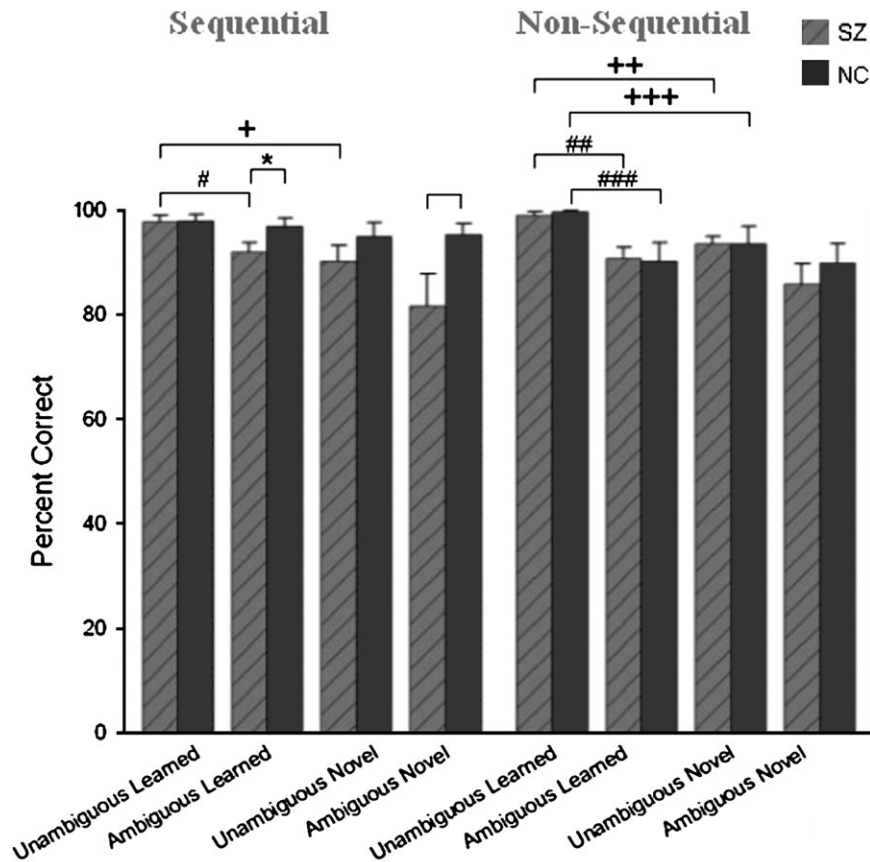 Sequential
Non-Sequential
SZ
NC
++
+++
+
*
##
#
###
100
80
60
40
20
0
Percent Correct
Unambiguous Learned
Ambiguous Learned
Unambiguous Novel
Ambiguous Novel
Unambiguous Learned
Ambiguous Learned
Unambiguous Novel
Ambiguous Novel